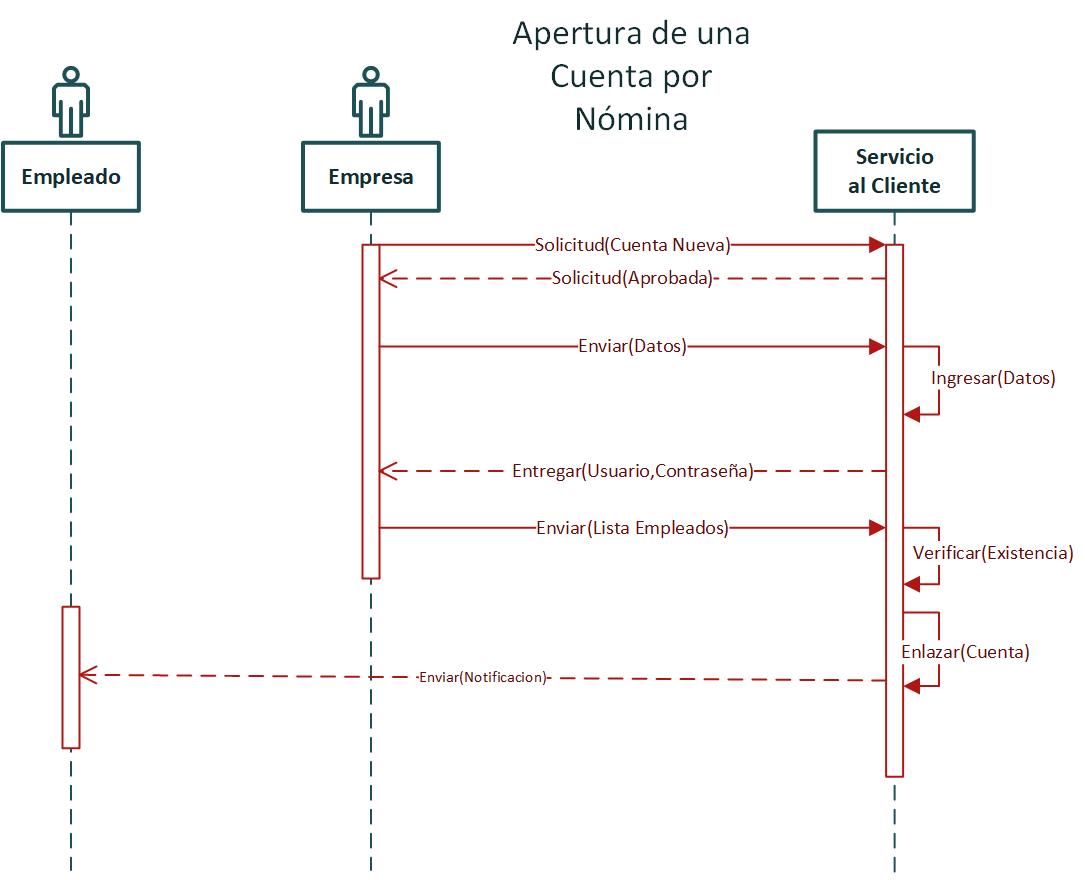 Apertura de una
Cuenta por
Nómina
Empleado
Empresa
Servicio
al Cliente
Solicitud(Cuenta Nueva)
Solicitud(Aprobada)
Enviar(Datos)
Ingresar(Datos)
Entregar(Usuario,Contraseña)
Enviar(Lista Empleados)
Verificar(Existencia)
Enlazar(Cuenta)
Enviar(Notificacion)